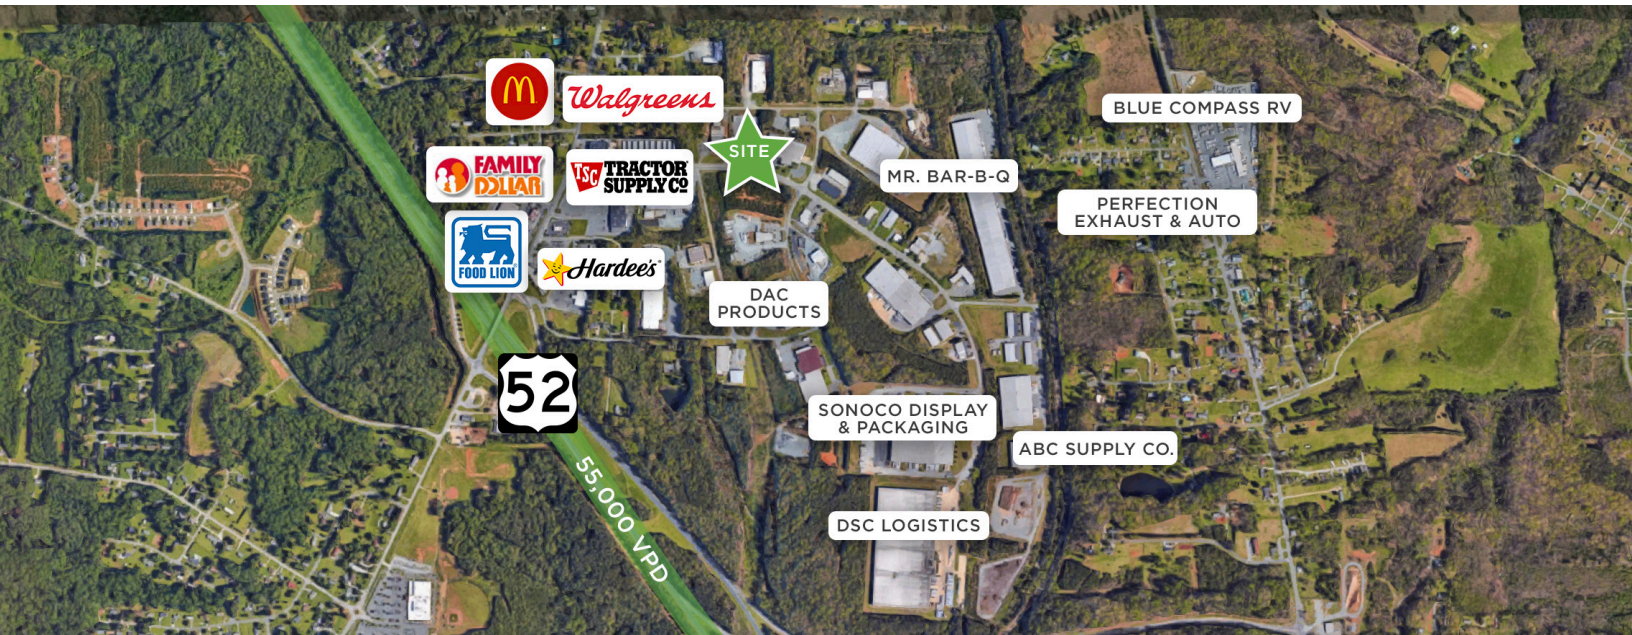 M
Walgreens
SITE
FAMILY
DOLLAR
TSC TRACTOR
SUPPLY CO
FOOD LION
Hardee's
BLUE COMPASS RV
MR. BAR-B-Q
PERFECTION
EXHAUST & AUTO
DAC
PRODUCTS
52
55,000 VPD
SONOCO DISPLAY
& PACKAGING
ABC SUPPLY CO.
DSC LOGISTICS